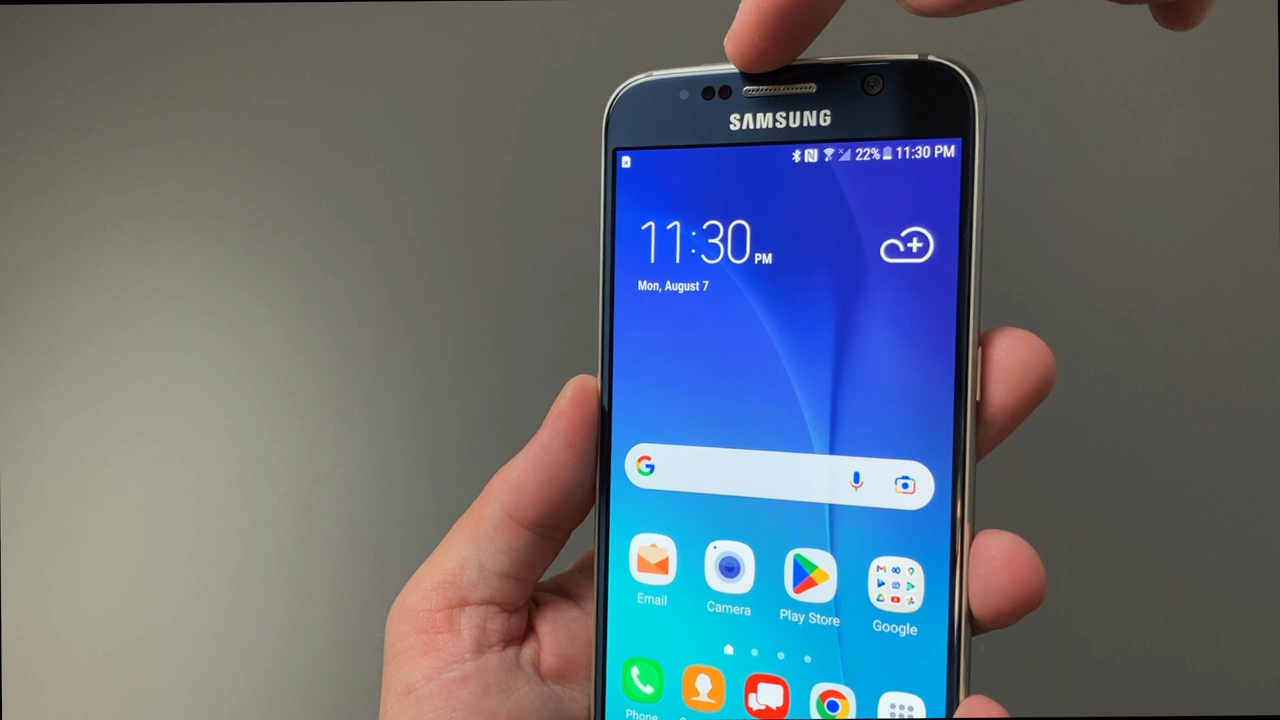 SAMSUNG
22% 11:30 PM
11:30 PM
Mon, August 7
Email
Camera
Play Store
Google
Phone